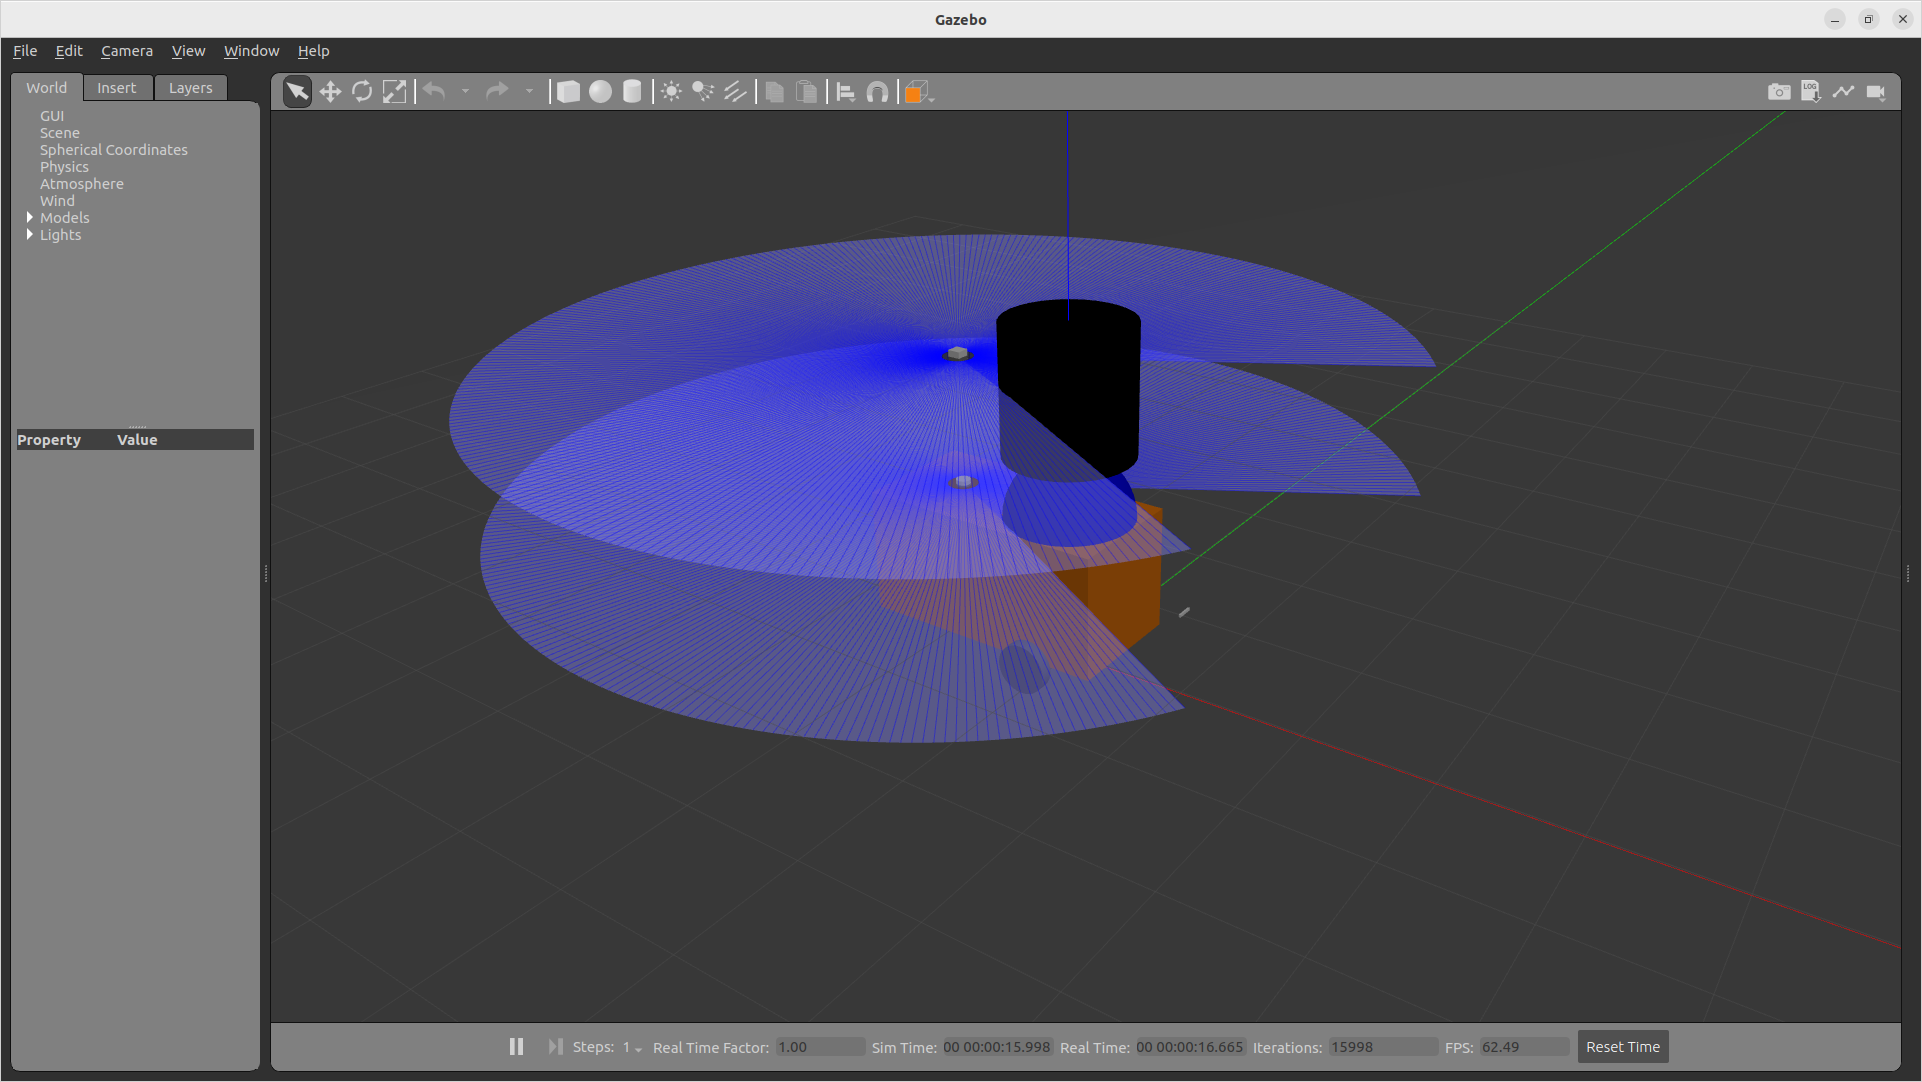 Gazebo
File Edit Camera View Window Help
World Insert Layers
LOG
GUI
Scene
Spherical Coordinates
Physics
Atmosphere
Wind
Models
Lights
Property Value
Steps: 1 Real Time Factor: 1.00 Sim Time: 00 00:00:15.998 Real Time: 00 00:00:16.665 Iterations: 15998 FPS: 62.49 Reset Time